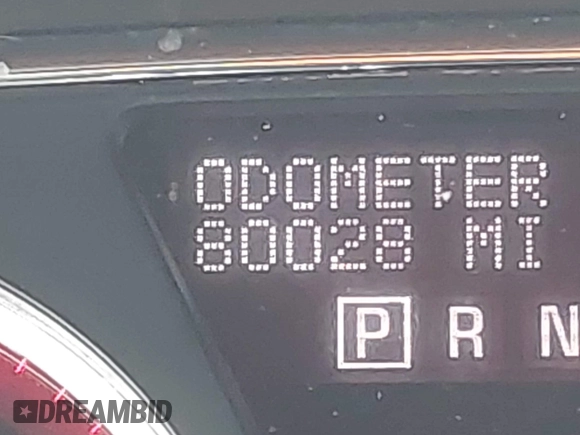 ODOMETER
80028 MI
P R N
DREAMBID